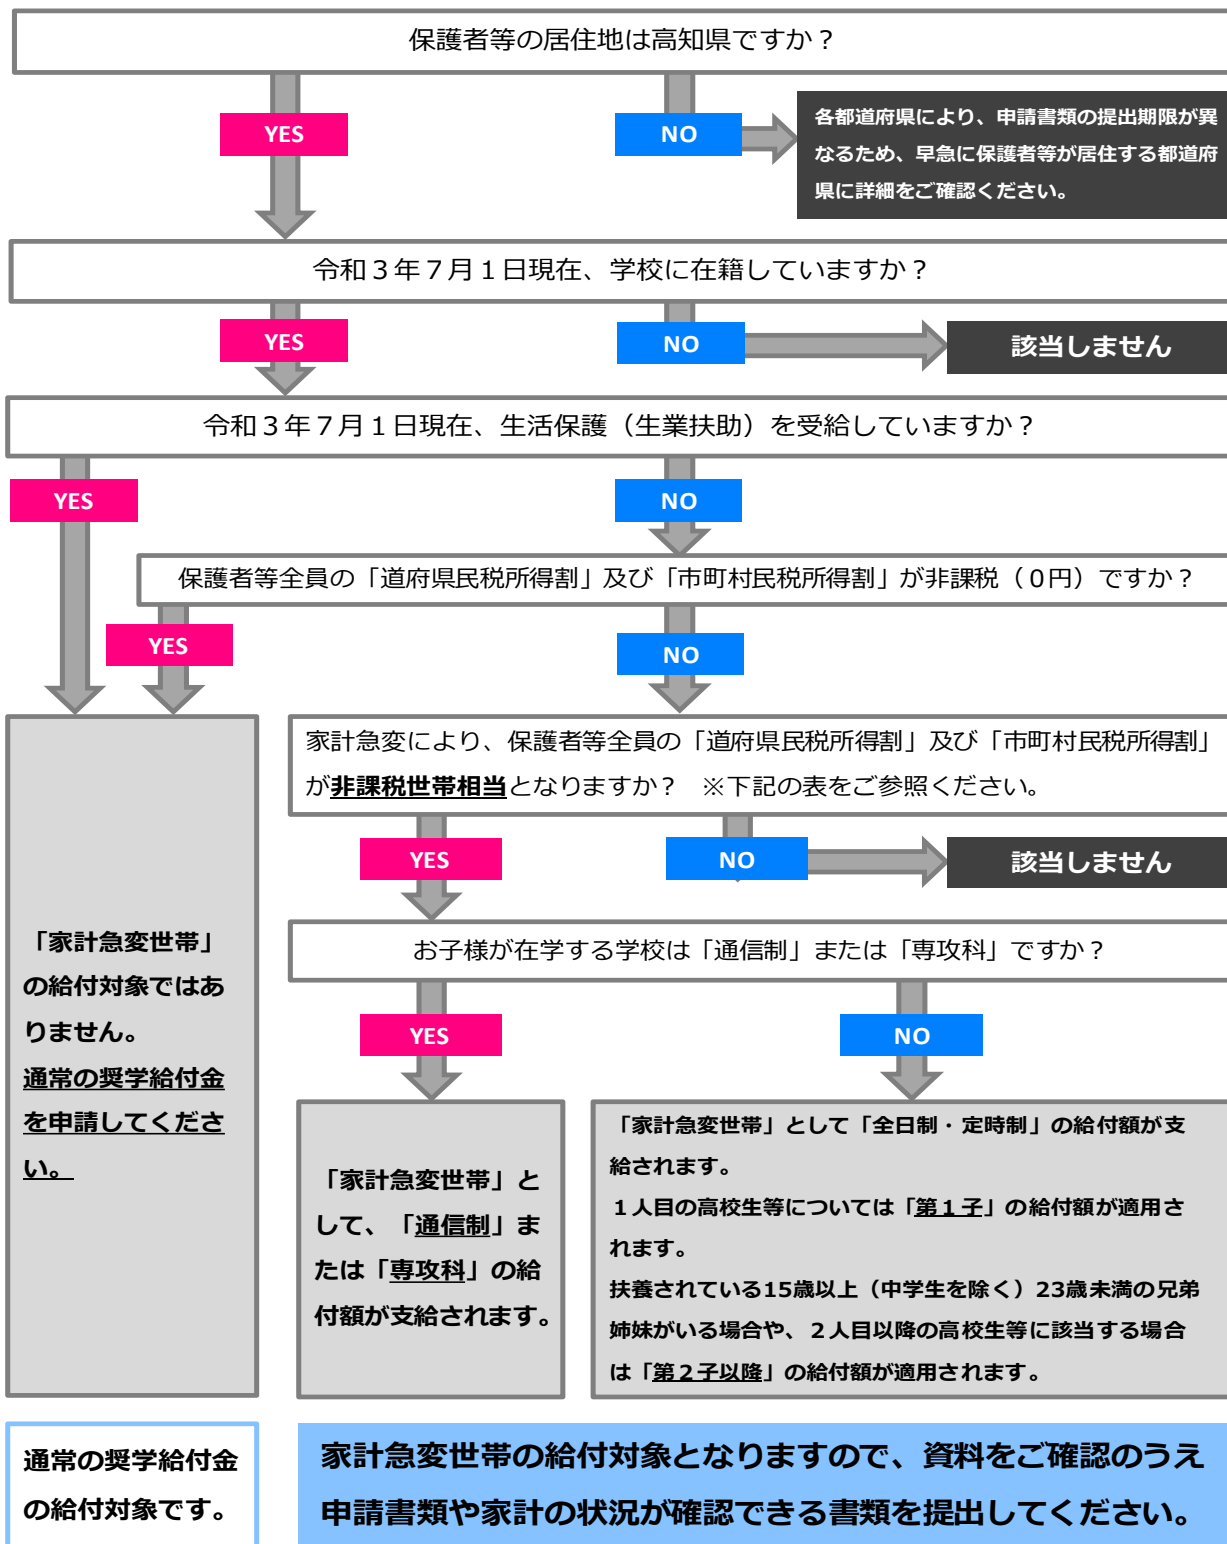 保護者等の居住地は高知県ですか？
YES
NO
各都道府県により、申請書類の提出期限が異
なるため、早急に保護者等が居住する都道府
県に詳細をご確認ください。
令和３年７月１日現在、学校に在籍していますか？
YES
NO
該当しません
令和３年７月１日現在、生活保護（生業扶助）を受給していますか？
YES
NO
保護者等全員の「道府県民税所得割」及び「市町村民税所得割」が非課税（０円）ですか？
YES
NO
家計急変により、保護者等全員の「道府県民税所得割」及び「市町村民税所得割」
が非課税世帯相当となりますか？　※下記の表をご参照ください。
YES
NO
該当しません
お子様が在学する学校は「通信制」または「専攻科」ですか？
YES
NO
「家計急変世帯」
の給付対象ではあ
りません。
通常の奨学給付金
を申請してくださ
い。
「家計急変世帯」と
して、「通信制」ま
たは「専攻科」の給
付額が支給されます。
「家計急変世帯」として「全日制・定時制」の給付額が支
給されます。
１人目の高校生等については「第１子」の給付額が適用さ
れます。
扶養されている15歳以上（中学生を除く）23歳未満の兄弟
姉妹がいる場合や、２人目以降の高校生等に該当する場合
は「第２子以降」の給付額が適用されます。
通常の奨学給付金
の給付対象です。
家計急変世帯の給付対象となりますので、資料をご確認のうえ
申請書類や家計の状況が確認できる書類を提出してください。